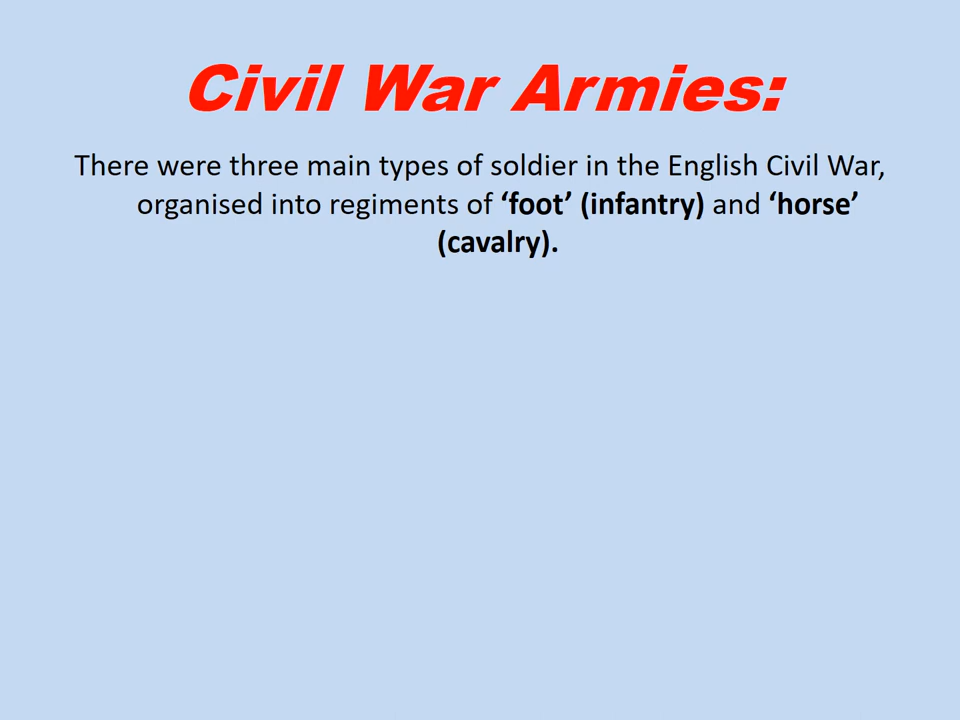 Civil War Armies:
There were three main types of soldier in the English Civil War,
organised into regiments of ‘foot’ (infantry) and ‘horse’
(cavalry).